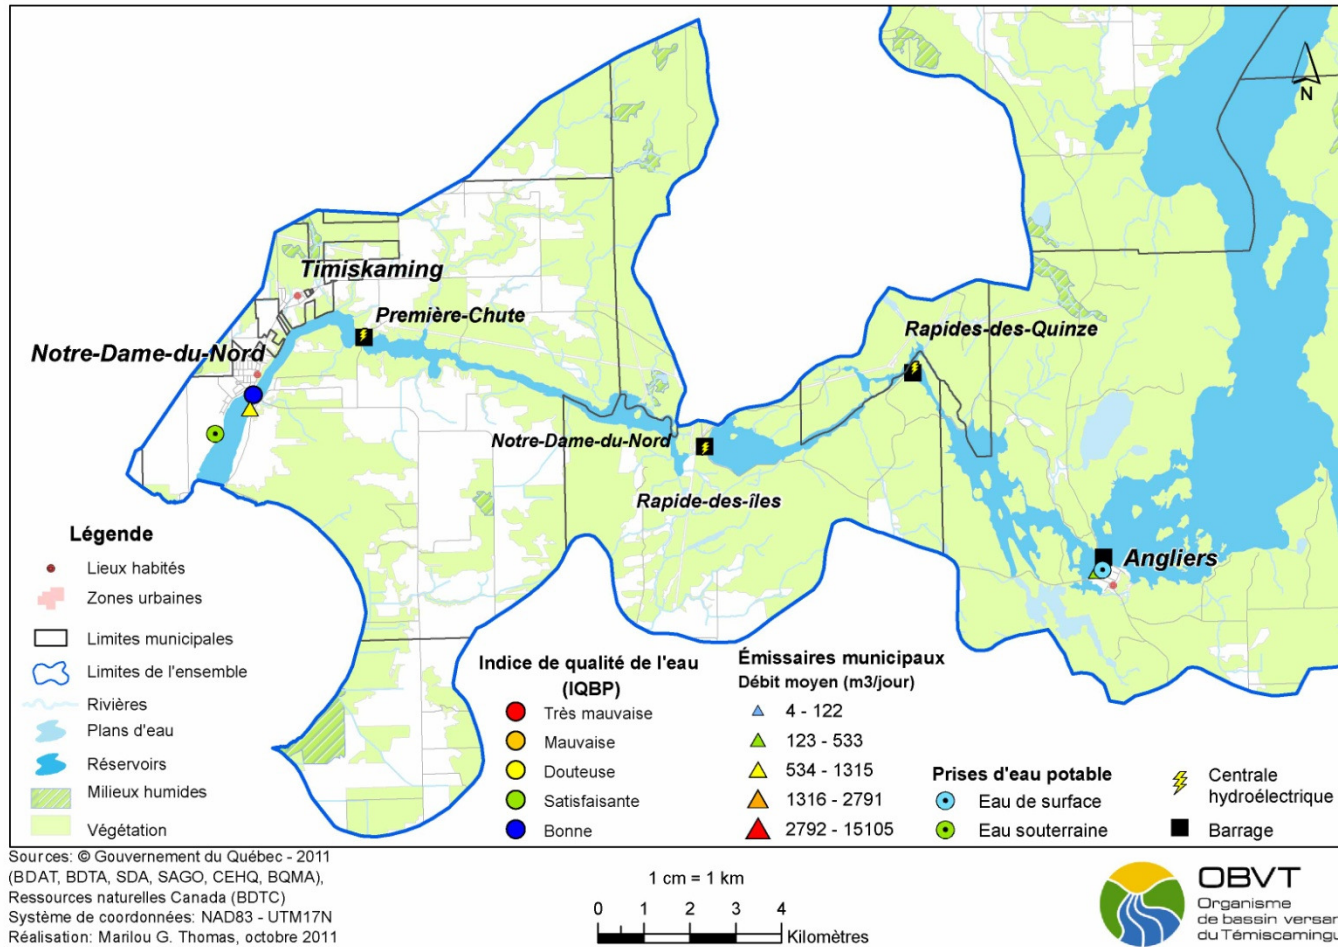 N
Timiskaming
Première-Chute
Notre-Dame-du-Nord
Rapides-des-Quinze
Notre-Dame-du-Nord
Rapide-des-îles
Angliers
Légende
Lieux habités
Zones urbaines
Limites municipales
Limites de l'ensemble
Rivières
Plans d'eau
Réservoirs
Milieux humides
Végétation
Indice de qualité de l'eau
(IQBP)
Très mauvaise
Mauvaise
Douteuse
Satisfaisante
Bonne
Émissaires municipaux
Débit moyen (m3/jour)
4 - 122
123 - 533
534 - 1315
1316 - 2791
2792 - 15105
Prises d'eau potable
Eau de surface
Eau souterraine
Centrale
hydroélectrique
Barrage
Sources: © Gouvernement du Québec - 2011
(BDAT, BDTA, SDA, SAGO, CEHQ, BQMA),
Ressources naturelles Canada (BDTC)
Système de coordonnées: NAD83 - UTM17N
Réalisation: Marilou G. Thomas, octobre 2011
1 cm = 1 km
0 1 2 3 4
Kilomètres
OBVT
Organisme
de bassin versan
du Témiscamingu